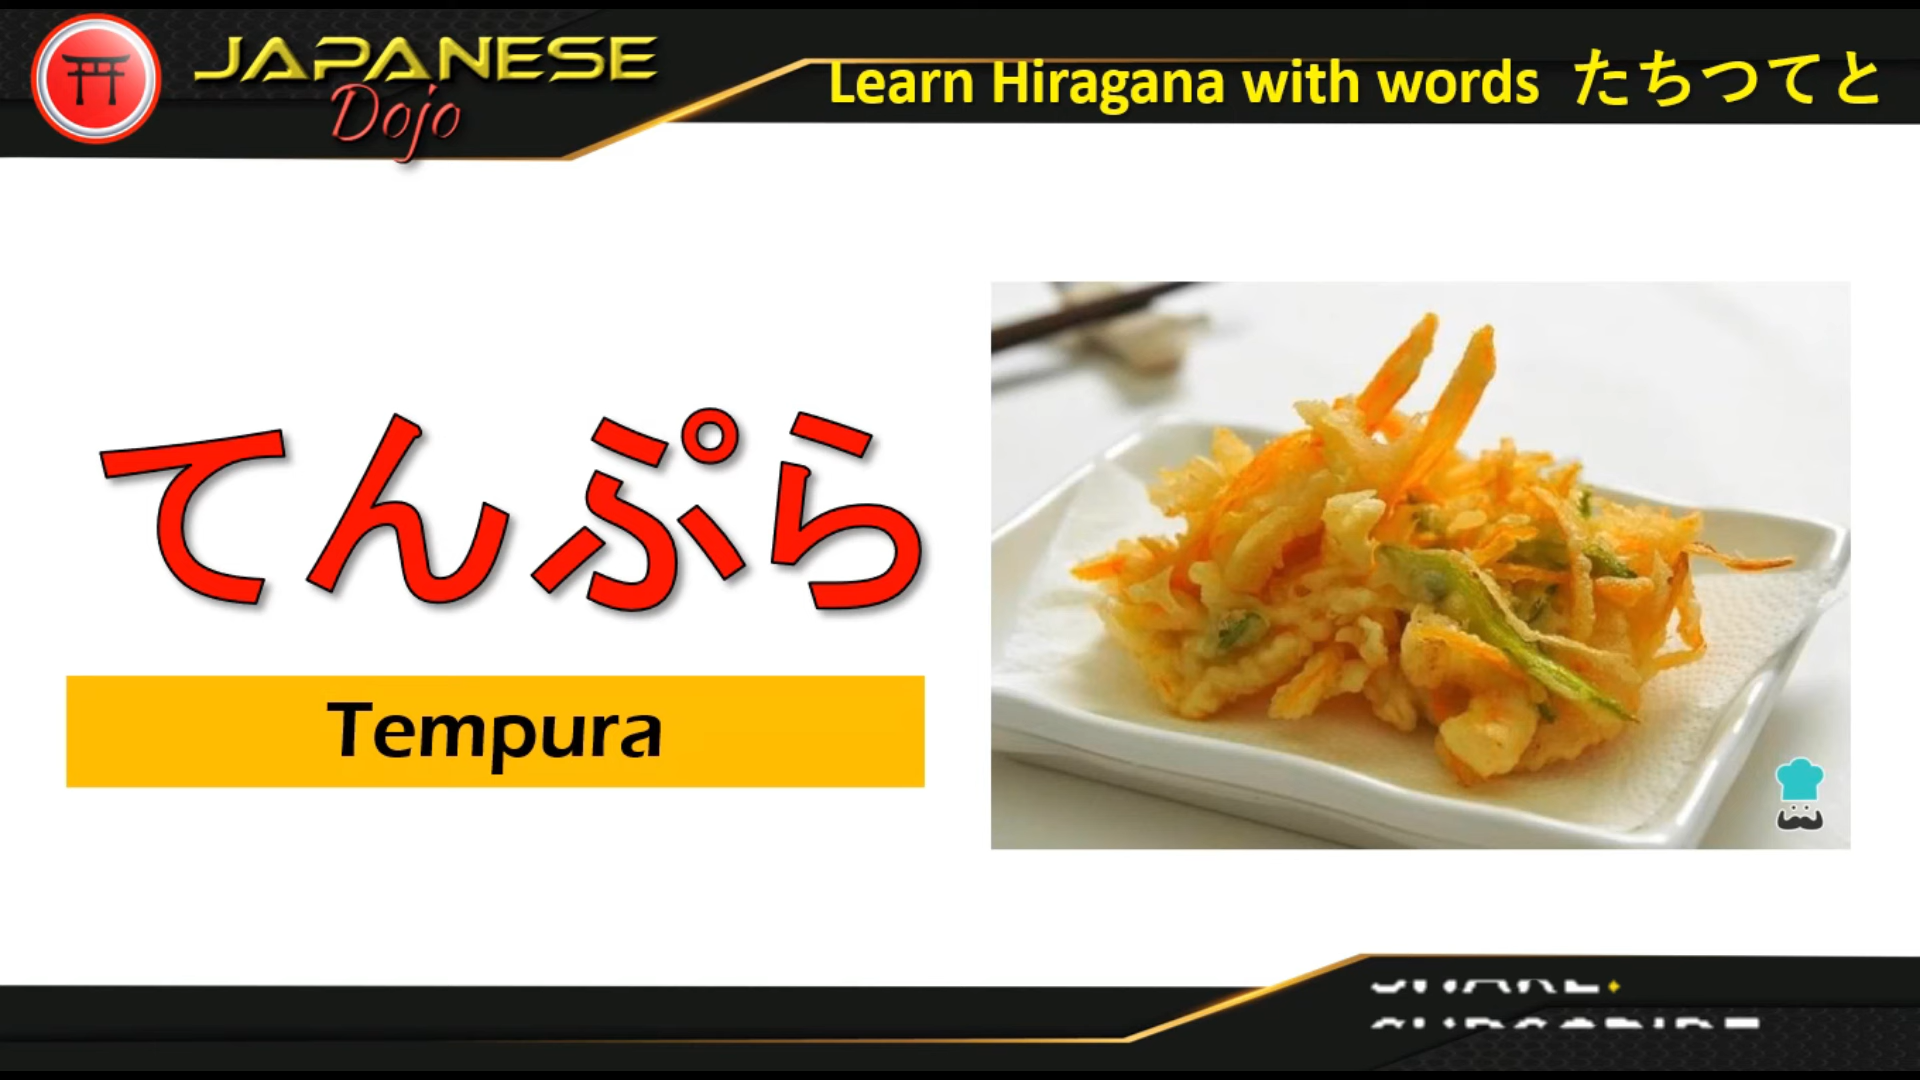 JAPANESE
Dojo
Learn Hiragana with words たちつてと
てんぷら
Tempura